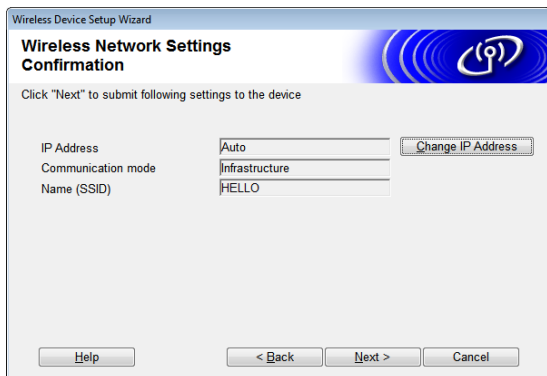 Wireless Device Setup Wizard
Wireless Network Settings
Confirmation
Click "Next" to submit following settings to the device
IP Address Auto Change IP Address
Communication mode Infrastructure
Name (SSID) HELLO
Help < Back Next > Cancel